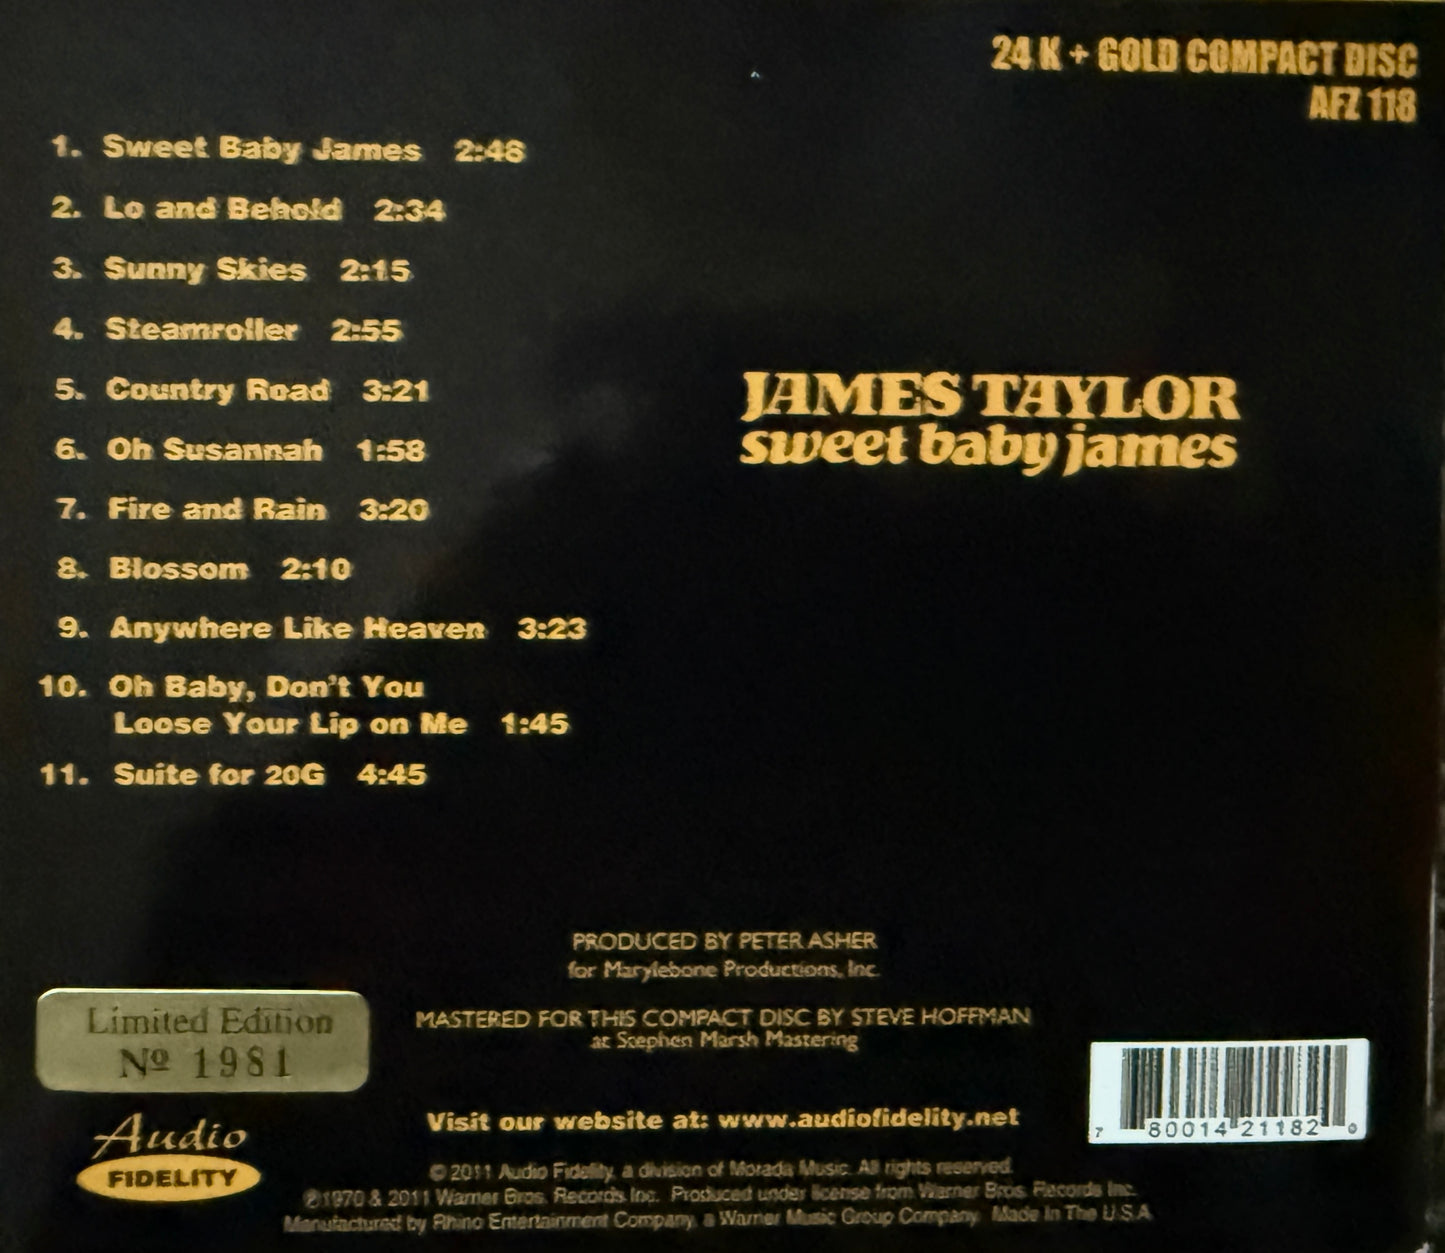 24 K + GOLD COMPACT DISC
AFZ 118
1. Sweet Baby James 2:48
2. Lo and Behold 2:34
3. Sunny Skies 2:15
4. Steamroller 2:55
5. Country Road 3:21
6. Oh Susannah 1:58
7. Fire and Rain 3:20
8. Blossom 2:10
9. Anywhere Like Heaven 3:23
10. Oh Baby, Don't You
Loose Your Lip on Me 1:45
11. Suite for 20G 4:45
JAMES TAYLOR
sweet baby james
PRODUCED BY PETER ASHER
for Marylebone Productions, Inc.
MASTERED FOR THIS COMPACT DISC BY STEVE HOFFMAN
at Stephen Marsh Mastering
Limited Edition
Nº 1981
Audio
FIDELITY
Visit our website at: www.audiofidelity.net
7 80014 21182 0
© 2011 Audio Fidelity, a division of Morada Music. All rights reserved.
℗1970 & 2011 Warner Bros. Records Inc. Produced under license from Warner Bros. Records Inc.
Manufactured by Rhino Entertainment Company, a Warner Music Group Company. Made In The U.S.A.